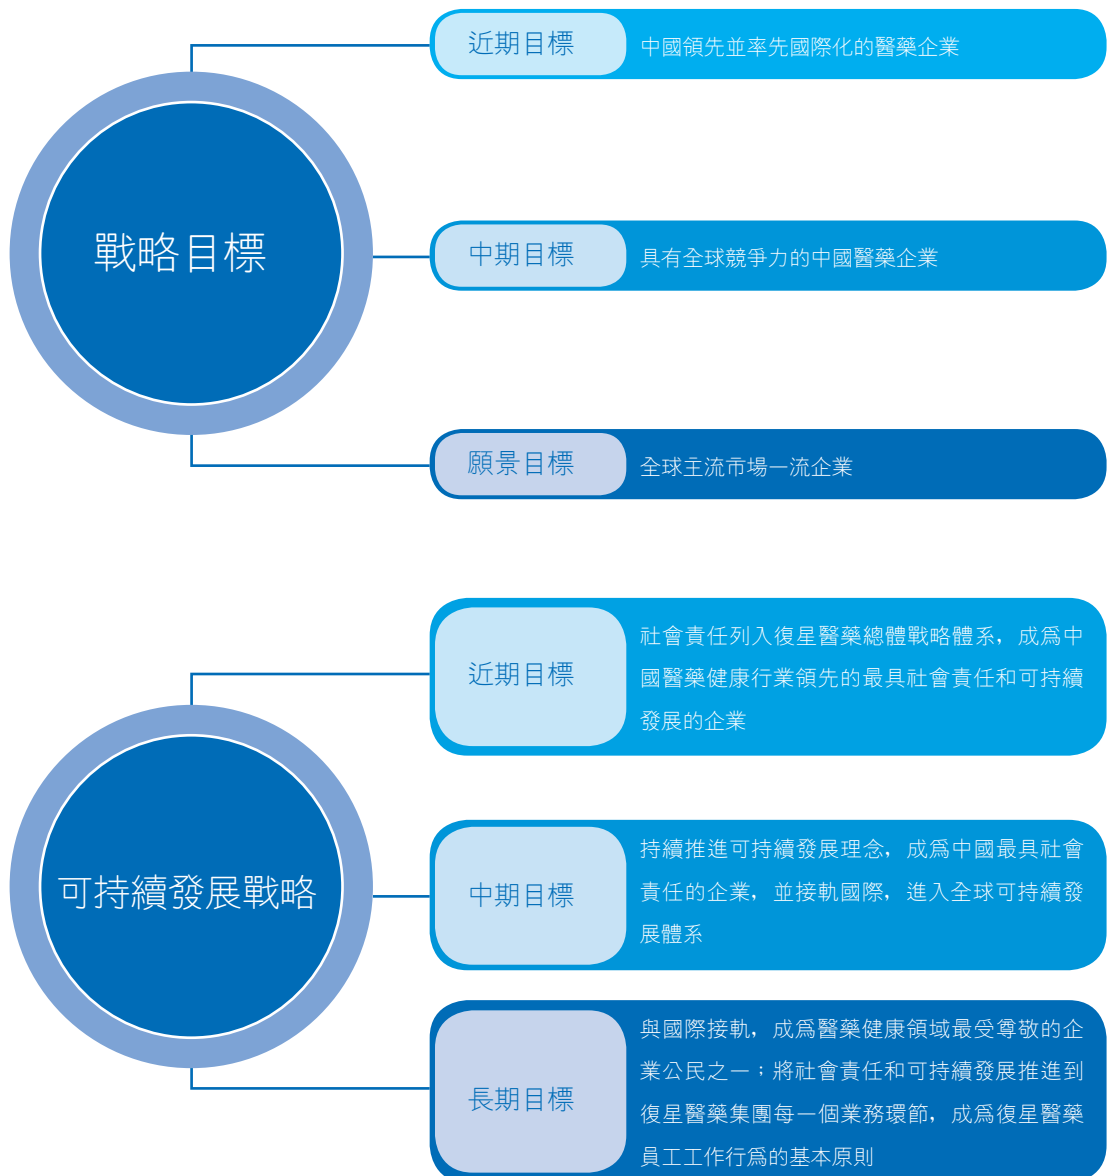 戰略目標
近期目標
中國領先並率先國際化的醫藥企業
中期目標
具有全球競爭力的中國醫藥企業
願景目標
全球主流市場一流企業
可持續發展戰略
近期目標
社會責任列入復星醫藥總體戰略體系，成爲中
國醫藥健康行業領先的最具社會責任和可持續
發展的企業
中期目標
持續推進可持續發展理念，成爲中國最具社會
責任的企業，並接軌國際，進入全球可持續發
展體系
長期目標
與國際接軌，成爲醫藥健康領域最受尊敬的企
業公民之一；將社會責任和可持續發展推進到
復星醫藥集團每一個業務環節，成爲復星醫藥
員工工作行爲的基本原則